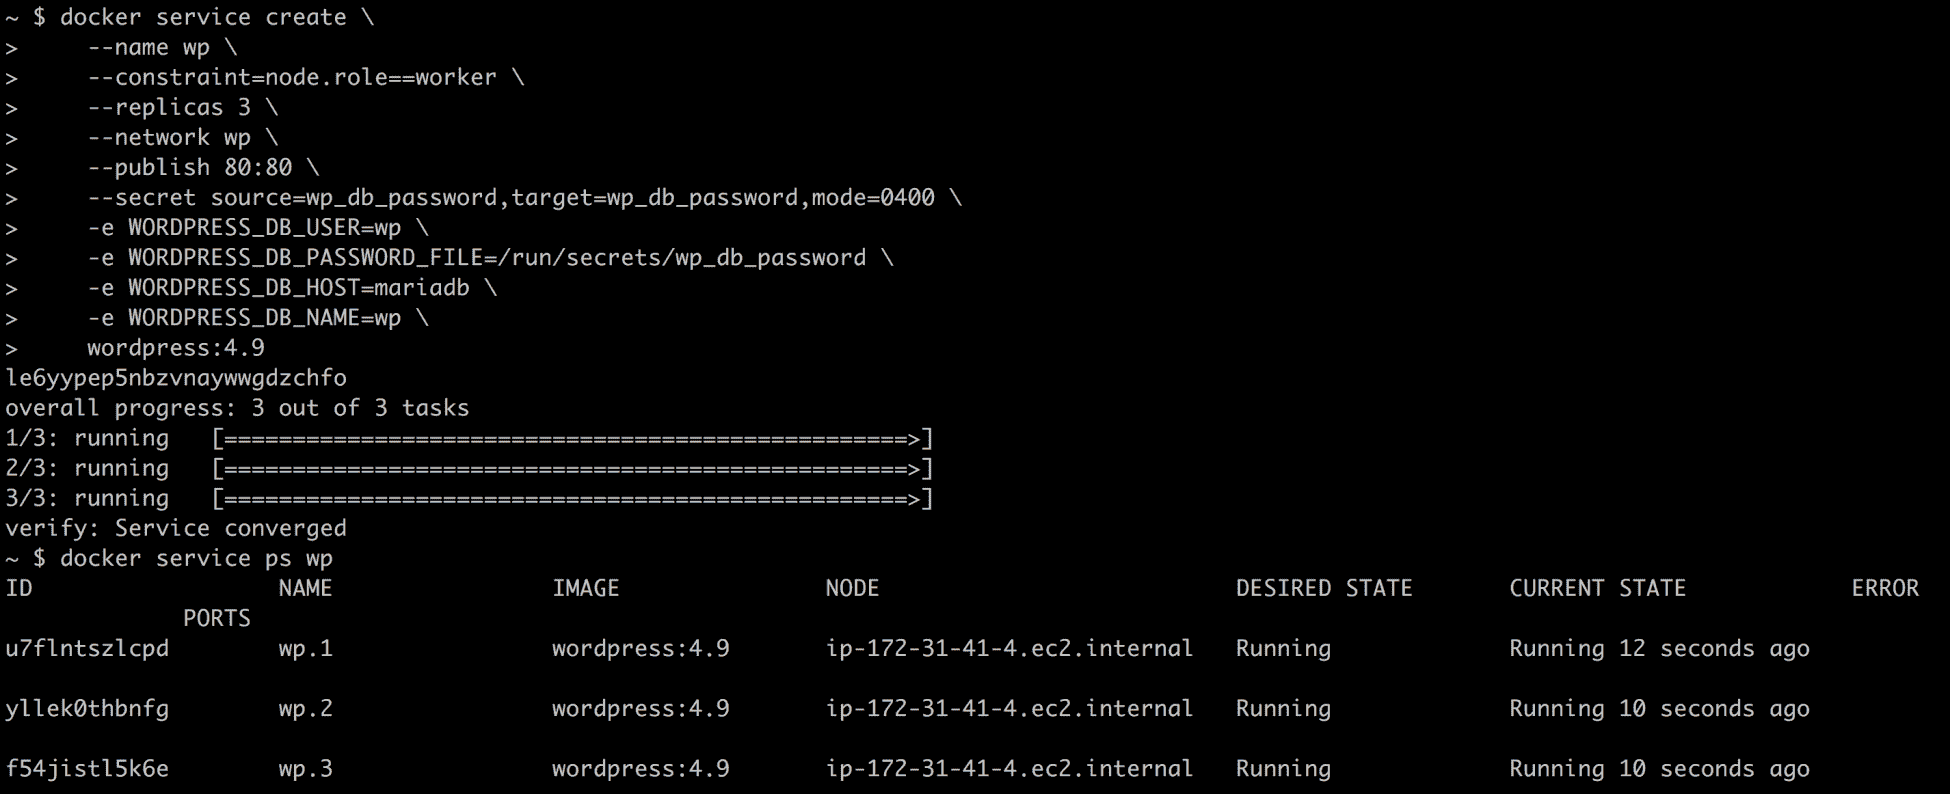 ~ $ docker service create \
>     --name wp \
>     --constraint=node.role==worker \
>     --replicas 3 \
>     --network wp \
>     --publish 80:80 \
>     --secret source=wp_db_password,target=wp_db_password,mode=0400 \
>     -e WORDPRESS_DB_USER=wp \
>     -e WORDPRESS_DB_PASSWORD_FILE=/run/secrets/wp_db_password \
>     -e WORDPRESS_DB_HOST=mariadb \
>     -e WORDPRESS_DB_NAME=wp \
>     wordpress:4.9
le6yypep5nbzvnaywwgdzchfo
overall progress: 3 out of 3 tasks
1/3: running   [==================================================>]
2/3: running   [==================================================>]
3/3: running   [==================================================>]
verify: Service converged
~ $ docker service ps wp
ID                  NAME                IMAGE               NODE                          DESIRED STATE       CURRENT STATE            ERROR
             PORTS
u7flntszlcpd        wp.1                wordpress:4.9       ip-172-31-41-4.ec2.internal   Running             Running 12 seconds ago
yllek0thbnfg        wp.2                wordpress:4.9       ip-172-31-41-4.ec2.internal   Running             Running 10 seconds ago
f54jistl5k6e        wp.3                wordpress:4.9       ip-172-31-41-4.ec2.internal   Running             Running 10 seconds ago